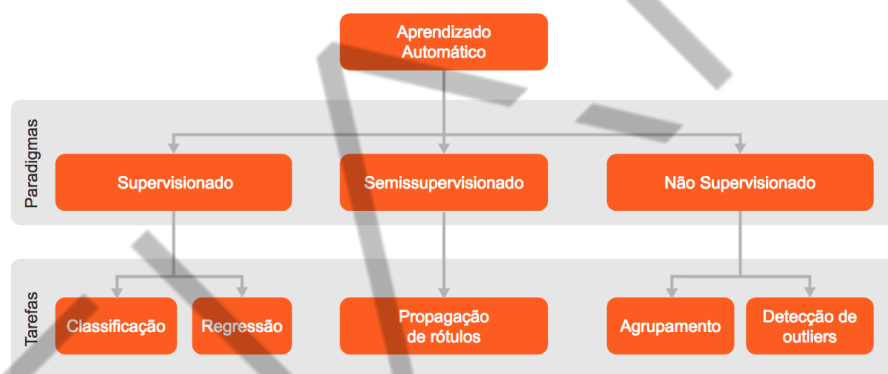 Aprendizado
Automático
Paradigmas
Supervisionado
Semissupervisionado
Não Supervisionado
Tarefas
Classificação
Regressão
Propagação
de rótulos
Agrupamento
Detecção de
outliers